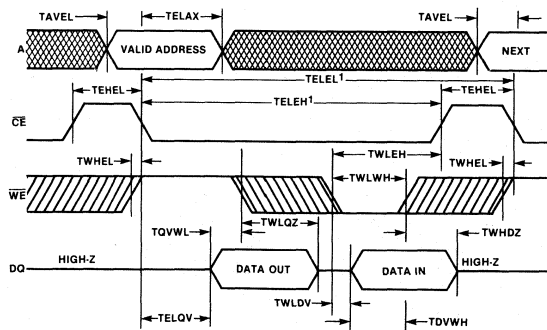 TAVEL TELAX TAVEL
A VALID ADDRESS NEXT
TELEL1
TEHEL TEHEL
TELEH1
CE
TWLEH
TWHEL TWLWH TWHEL
WE
TQVWL TWLQZ TWHDZ
DQ HIGH-Z DATA OUT DATA IN HIGH-Z
TWLDV
TELQV TDVWH